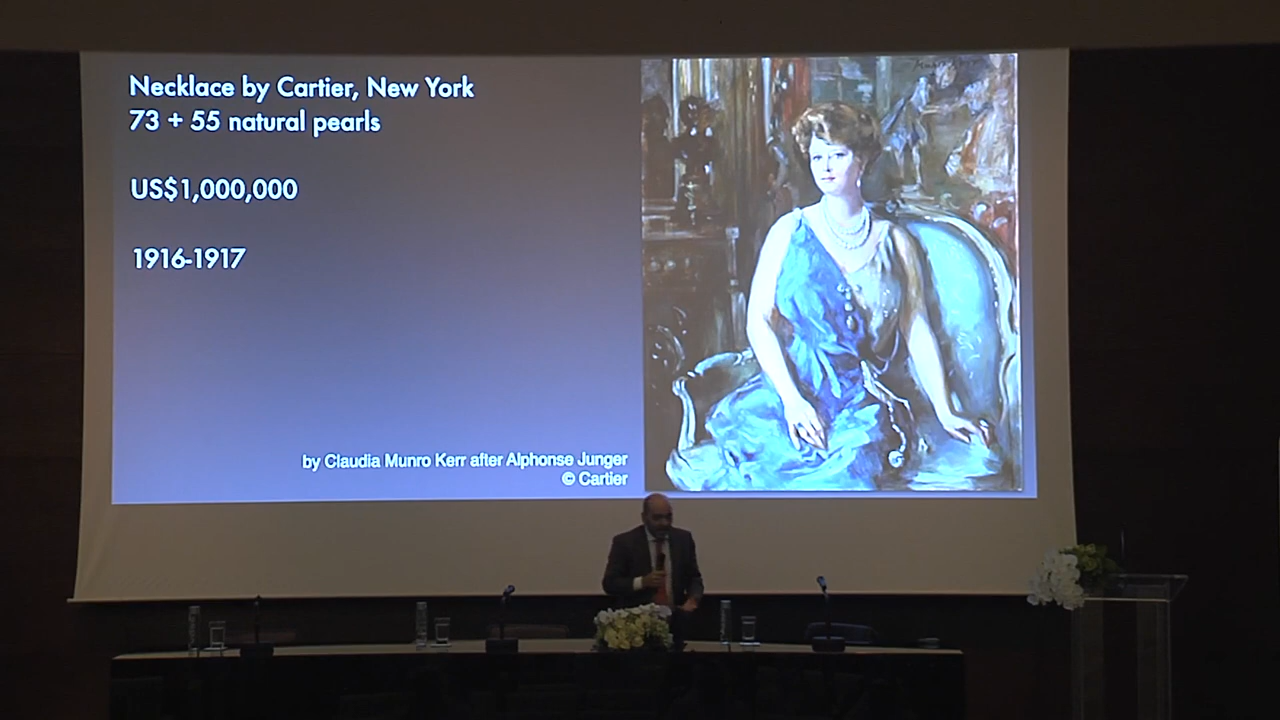 Necklace by Cartier, New York
73 + 55 natural pearls
US$1,000,000
1916-1917
by Claudia Munro Kerr after Alphonse Junger
© Cartier